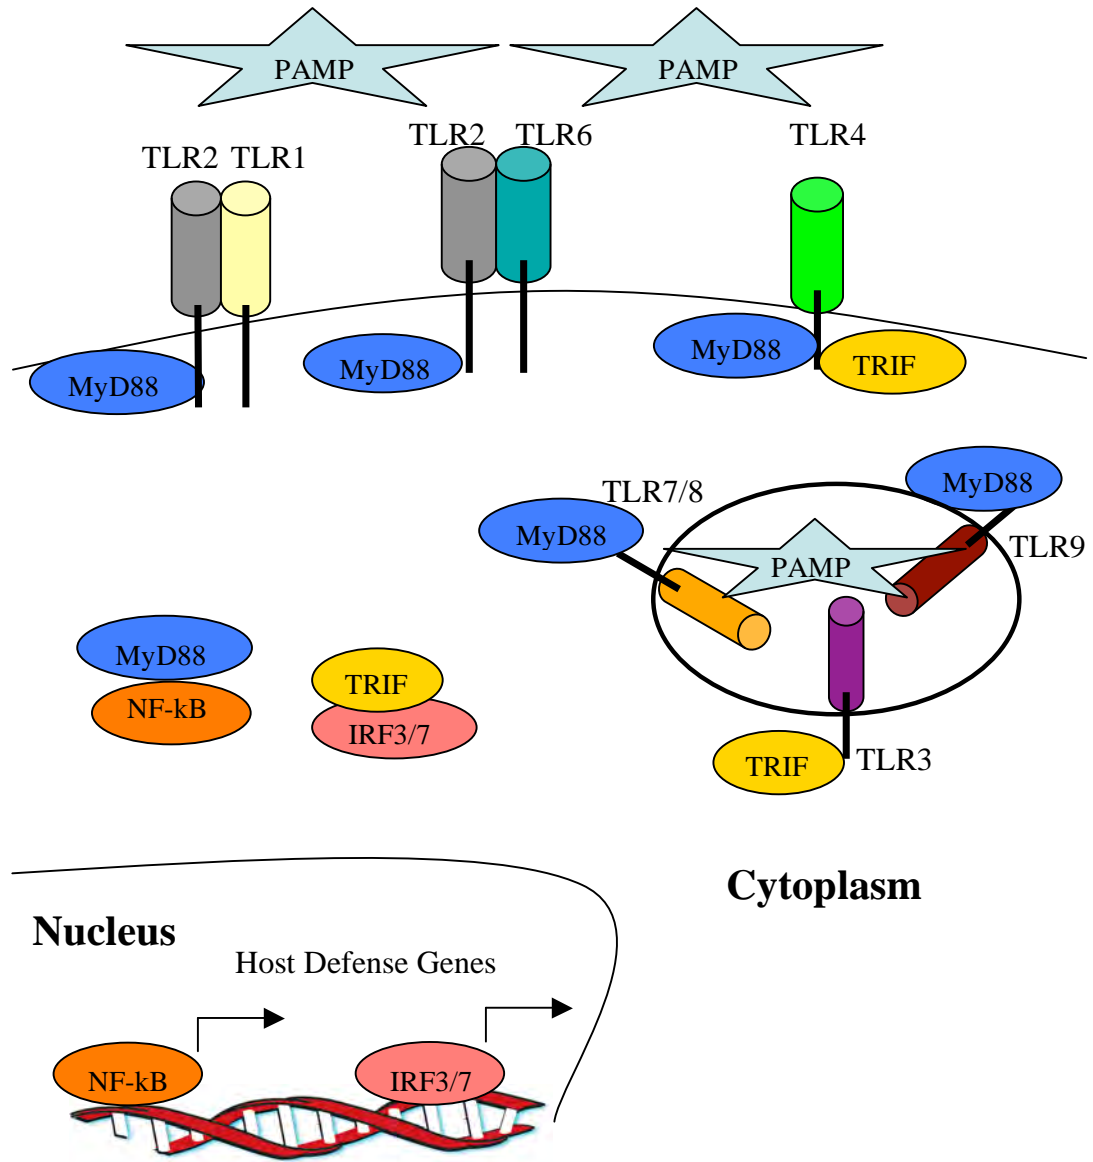 PAMP
PAMP
TLR2 TLR6
TLR4
TLR2 TLR1
MyD88
MyD88
MyD88
TRIF
TLR7/8
MyD88
MyD88
TLR9
PAMP
MyD88
NF-kB
TRIF
IRF3/7
TRIF
TLR3
Cytoplasm
Nucleus
Host Defense Genes
NF-kB
IRF3/7